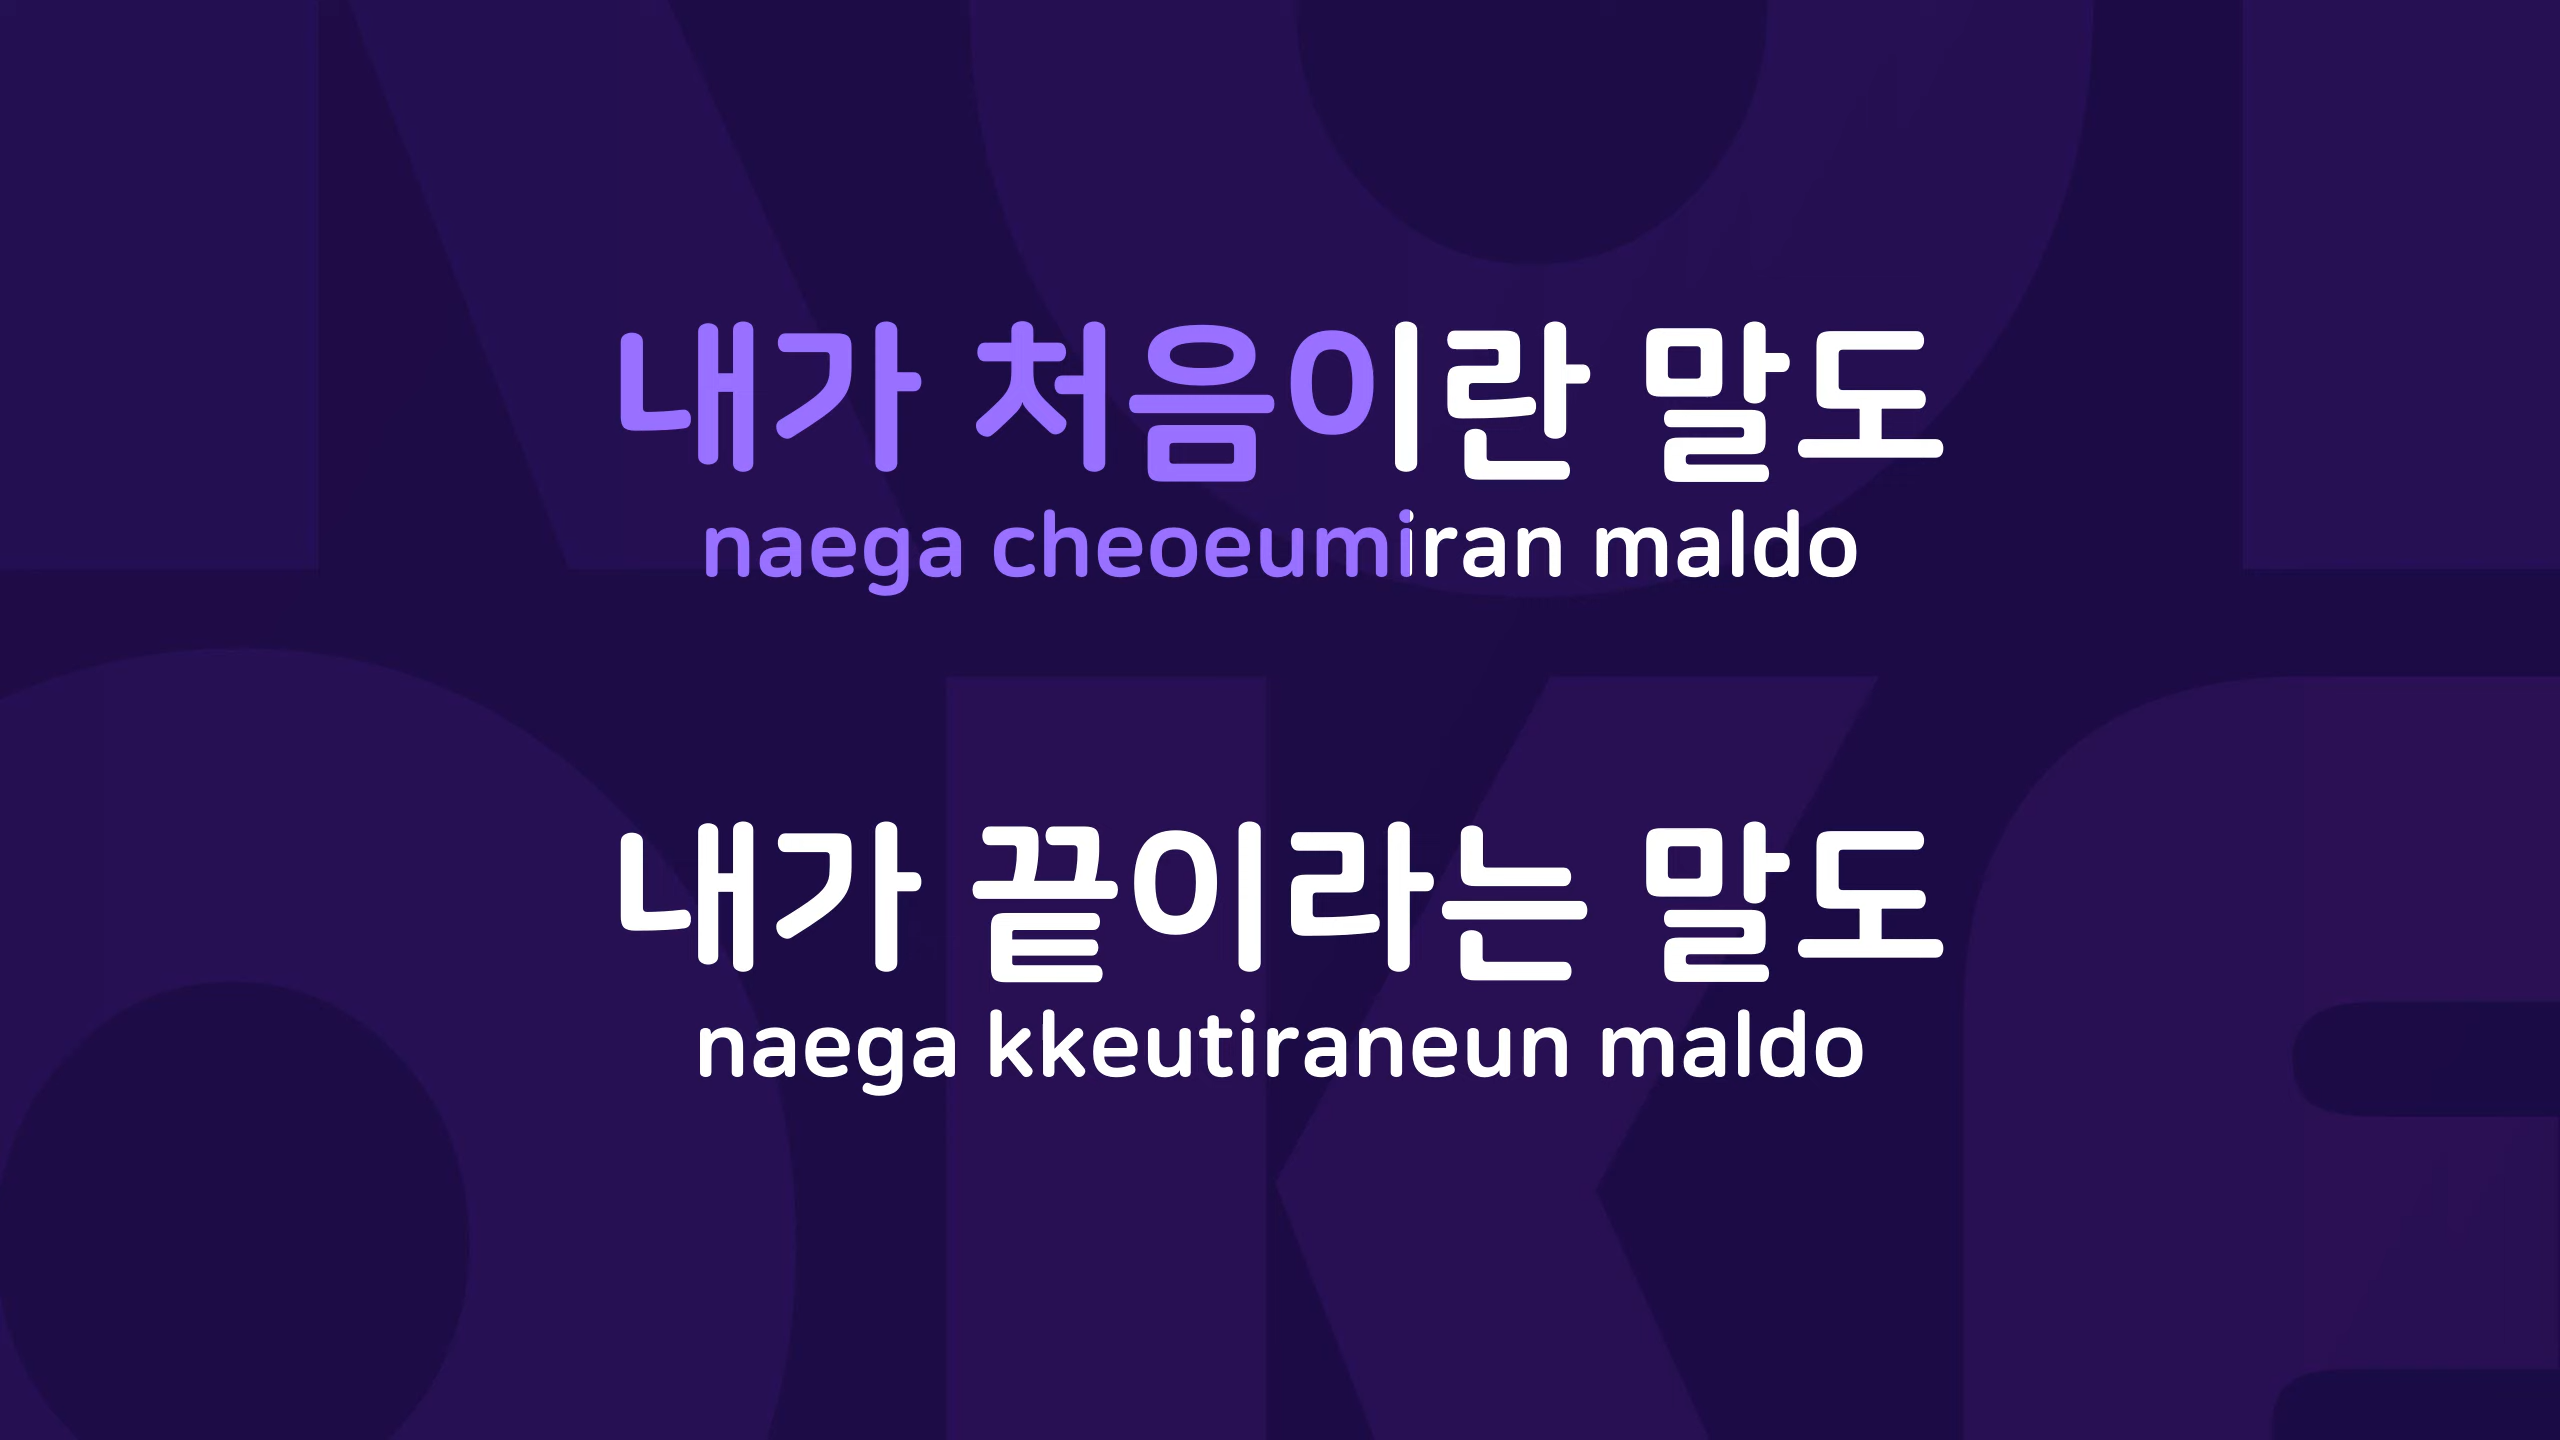 내가 처음이란 말도
naega cheoeumiran maldo
내가 끝이라는 말도
naega kkeutiraneun maldo